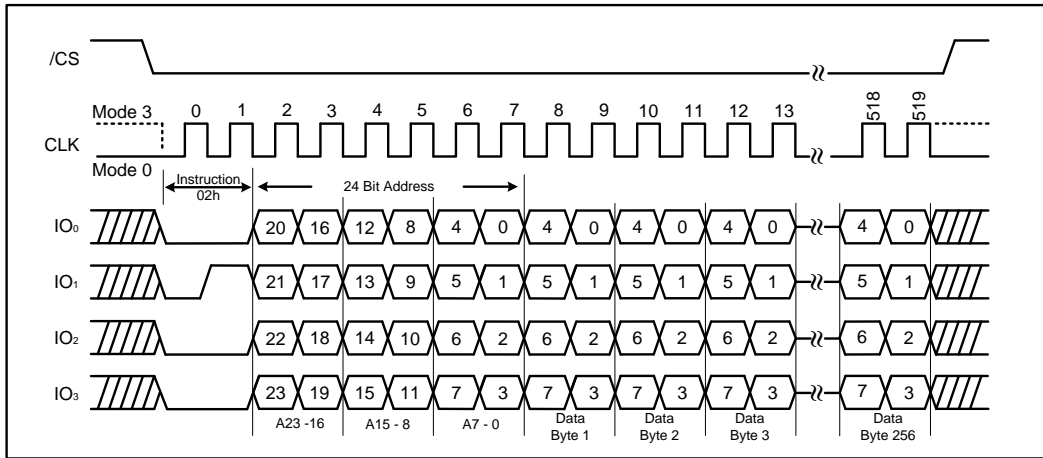 /CS
Mode 3 0 1 2 3 4 5 6 7 8 9 10 11 12 13 518 519
CLK
Mode 0
Instruction
02h
24 Bit Address
IO0 20 16 12 8 4 0 4 0 4 0 4 0 4 0
IO1 21 17 13 9 5 1 5 1 5 1 5 1 5 1
IO2 22 18 14 10 6 2 6 2 6 2 6 2 6 2
IO3 23 19 15 11 7 3 7 3 7 3 7 3 7 3
A23 -16 A15 - 8 A7 - 0 Data Data Data Data
Byte 1 Byte 2 Byte 3 Byte 256